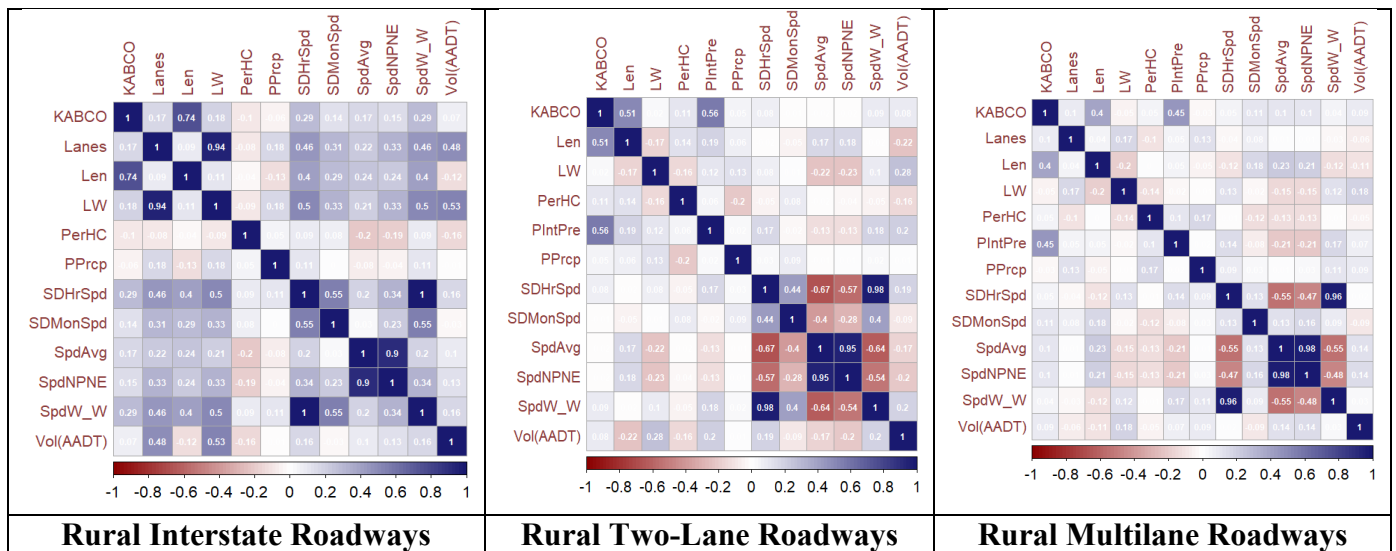 KABCO Lanes Len LW PerHC PPrcp SDHrSpd SDMonSpd SpdAvg SpdNPNE SpdW_W Vol(AADT)
KABCO 1 0.17 0.74 0.18 -0.1 0.29 0.14 0.17 0.15 0.29 0.07
Lanes 0.17 1 0.94 0.18 0.46 0.31 0.22 0.33 0.46 0.48
Len 0.74 1 0.11 -0.13 0.4 0.29 0.24 0.24 0.4 -0.12
LW 0.18 0.94 0.11 1 0.16 0.5 0.33 0.21 0.33 0.5 0.53
PerHC -0.1 1 -0.2 -0.19 -0.16
PPrcp 0.18 -0.13 1 0.11 0.11
SDHrSpd 0.29 0.46 0.4 0.5 0.11 1 0.55 0.2 0.34 1 0.16
SDMonSpd 0.14 0.31 0.29 0.33 0.55 1 0.23 0.55
SpdAvg 0.17 0.22 0.24 0.21 -0.2 0.2 1 0.9 0.2 0.1
SpdNPNE 0.15 0.33 0.24 0.33 -0.19 0.34 0.23 0.9 1 0.34 0.13
SpdW_W 0.29 0.46 0.4 0.5 0.11 1 0.55 0.2 0.34 1 0.16
Vol(AADT) 0.07 0.48 -0.12 0.53 -0.16 0.16 0.1 0.13 0.16 1
-1 -0.8 -0.6 -0.4 -0.2 0 0.2 0.4 0.6 0.8 1
Rural Interstate Roadways
KABCO Len LW PerHC PIntPre PPrcp SDHrSpd SDMonSpd SpdAvg SpdNPNE SpdW_W Vol(AADT)
KABCO 1 0.51 0.11 0.56
Len 0.51 1 -0.17 0.14 0.19 0.17 0.18 -0.22
LW -0.17 1 -0.16 0.12 0.13 -0.22 -0.23 0.1 0.28
PerHC 0.11 0.14 -0.16 1 -0.2 -0.16
PIntPre 0.56 0.19 0.12 1 0.17 -0.13 -0.13 0.18 0.2
PPrcp 0.13 -0.2 1
SDHrSpd 0.17 1 0.44 -0.67 -0.57 0.98 0.19
SDMonSpd 0.44 1 -0.4 -0.28 0.4
SpdAvg 0.17 -0.22 -0.13 -0.67 -0.4 1 0.95 -0.64 -0.17
SpdNPNE 0.18 -0.23 -0.13 -0.57 -0.28 0.95 1 -0.54 -0.2
SpdW_W 0.1 0.18 0.98 0.4 -0.64 -0.54 1 0.2
Vol(AADT) -0.22 0.28 -0.16 0.2 0.19 -0.17 -0.2 0.2 1
-1 -0.8 -0.6 -0.4 -0.2 0 0.2 0.4 0.6 0.8 1
Rural Two-Lane Roadways
KABCO Lanes Len LW PerHC PIntPre PPrcp SDHrSpd SDMonSpd SpdAvg SpdNPNE SpdW_W Vol(AADT)
KABCO 1 0.1 0.4 0.45 0.11 0.1 0.1
Lanes 0.1 1 0.17 -0.1 0.13
Len 0.4 1 -0.2 -0.12 0.18 0.23 0.21 -0.12 -0.11
LW 0.17 -0.2 1 -0.14 0.13 -0.15 -0.15 0.12 0.18
PerHC -0.1 -0.14 1 0.1 0.17 -0.12 -0.13 -0.13
PIntPre 0.45 0.1 1 0.14 -0.21 -0.21 0.17
PPrcp 0.17 1
SDHrSpd -0.12 0.13 0.14 1 0.13 -0.55 -0.47 0.96
SDMonSpd 0.11 0.18 -0.12 0.13 1 0.13 0.16
SpdAvg 0.1 0.23 -0.15 -0.13 -0.21 -0.55 0.13 1 0.98 -0.55 0.14
SpdNPNE 0.1 0.21 -0.15 -0.13 -0.21 -0.47 0.16 0.98 1 -0.48 0.14
SpdW_W -0.12 0.12 0.17 0.96 -0.55 -0.48 1
Vol(AADT) -0.11 0.18 0.14 0.14 1
-1 -0.8 -0.6 -0.4 -0.2 0 0.2 0.4 0.6 0.8 1
Rural Multilane Roadways